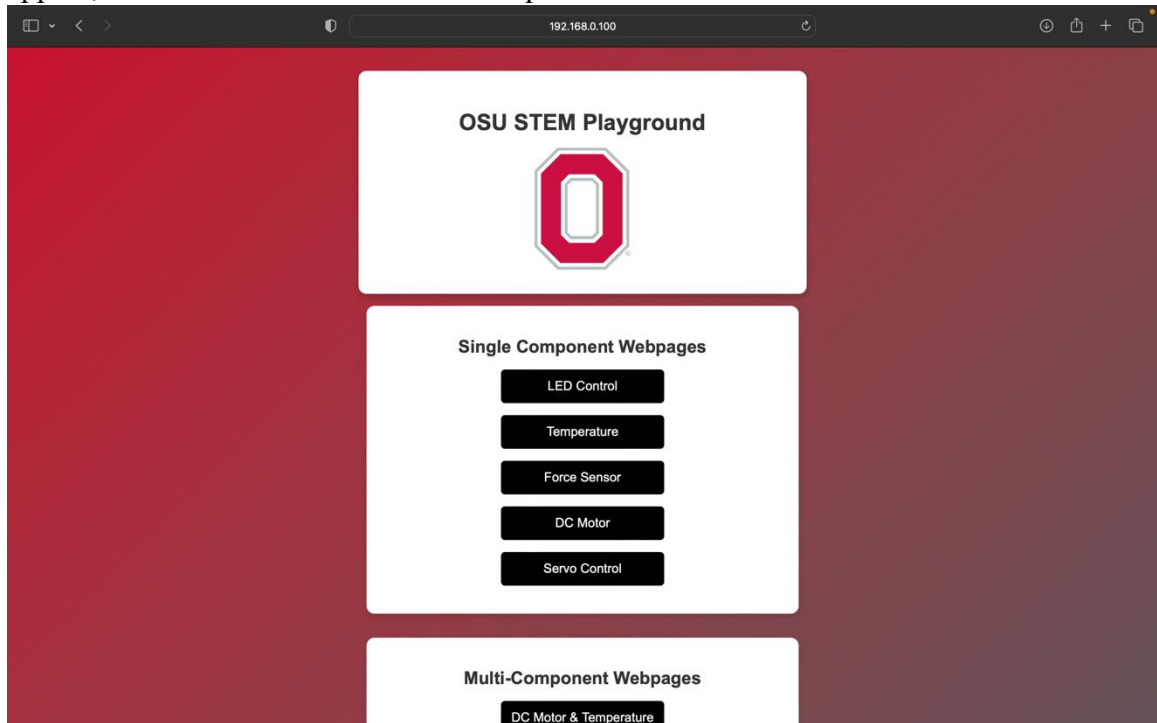 192.168.0.100
OSU STEM Playground
O
®
Single Component Webpages
LED Control
Temperature
Force Sensor
DC Motor
Servo Control
Multi-Component Webpages
DC Motor & Temperature